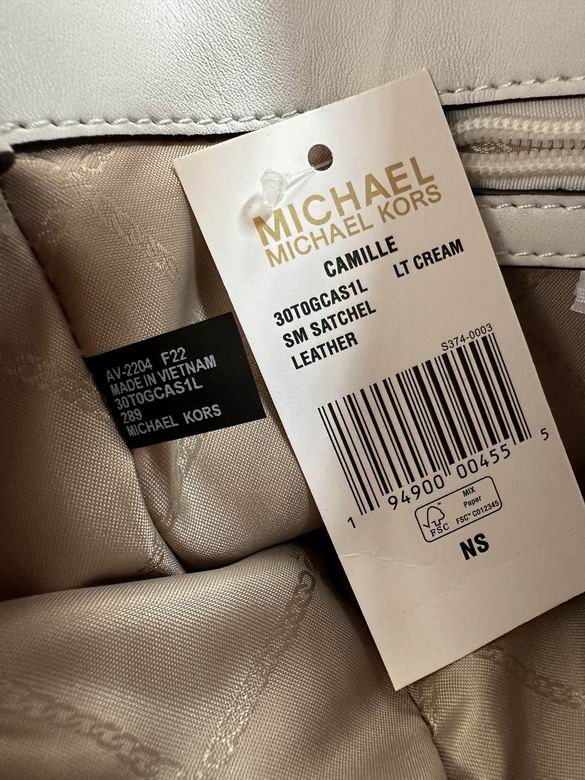 MICHAEL
MICHAEL KORS
CAMILLE
30T0GCAS1L LT CREAM
SM SATCHEL
LEATHER
S374-0003
1 94900 00455 5
FSC
MIX
Paper
FSC™ C012345
NS
AV-2204 F22
MADE IN VIETNAM
30T0GCAS1L
289
MICHAEL KORS